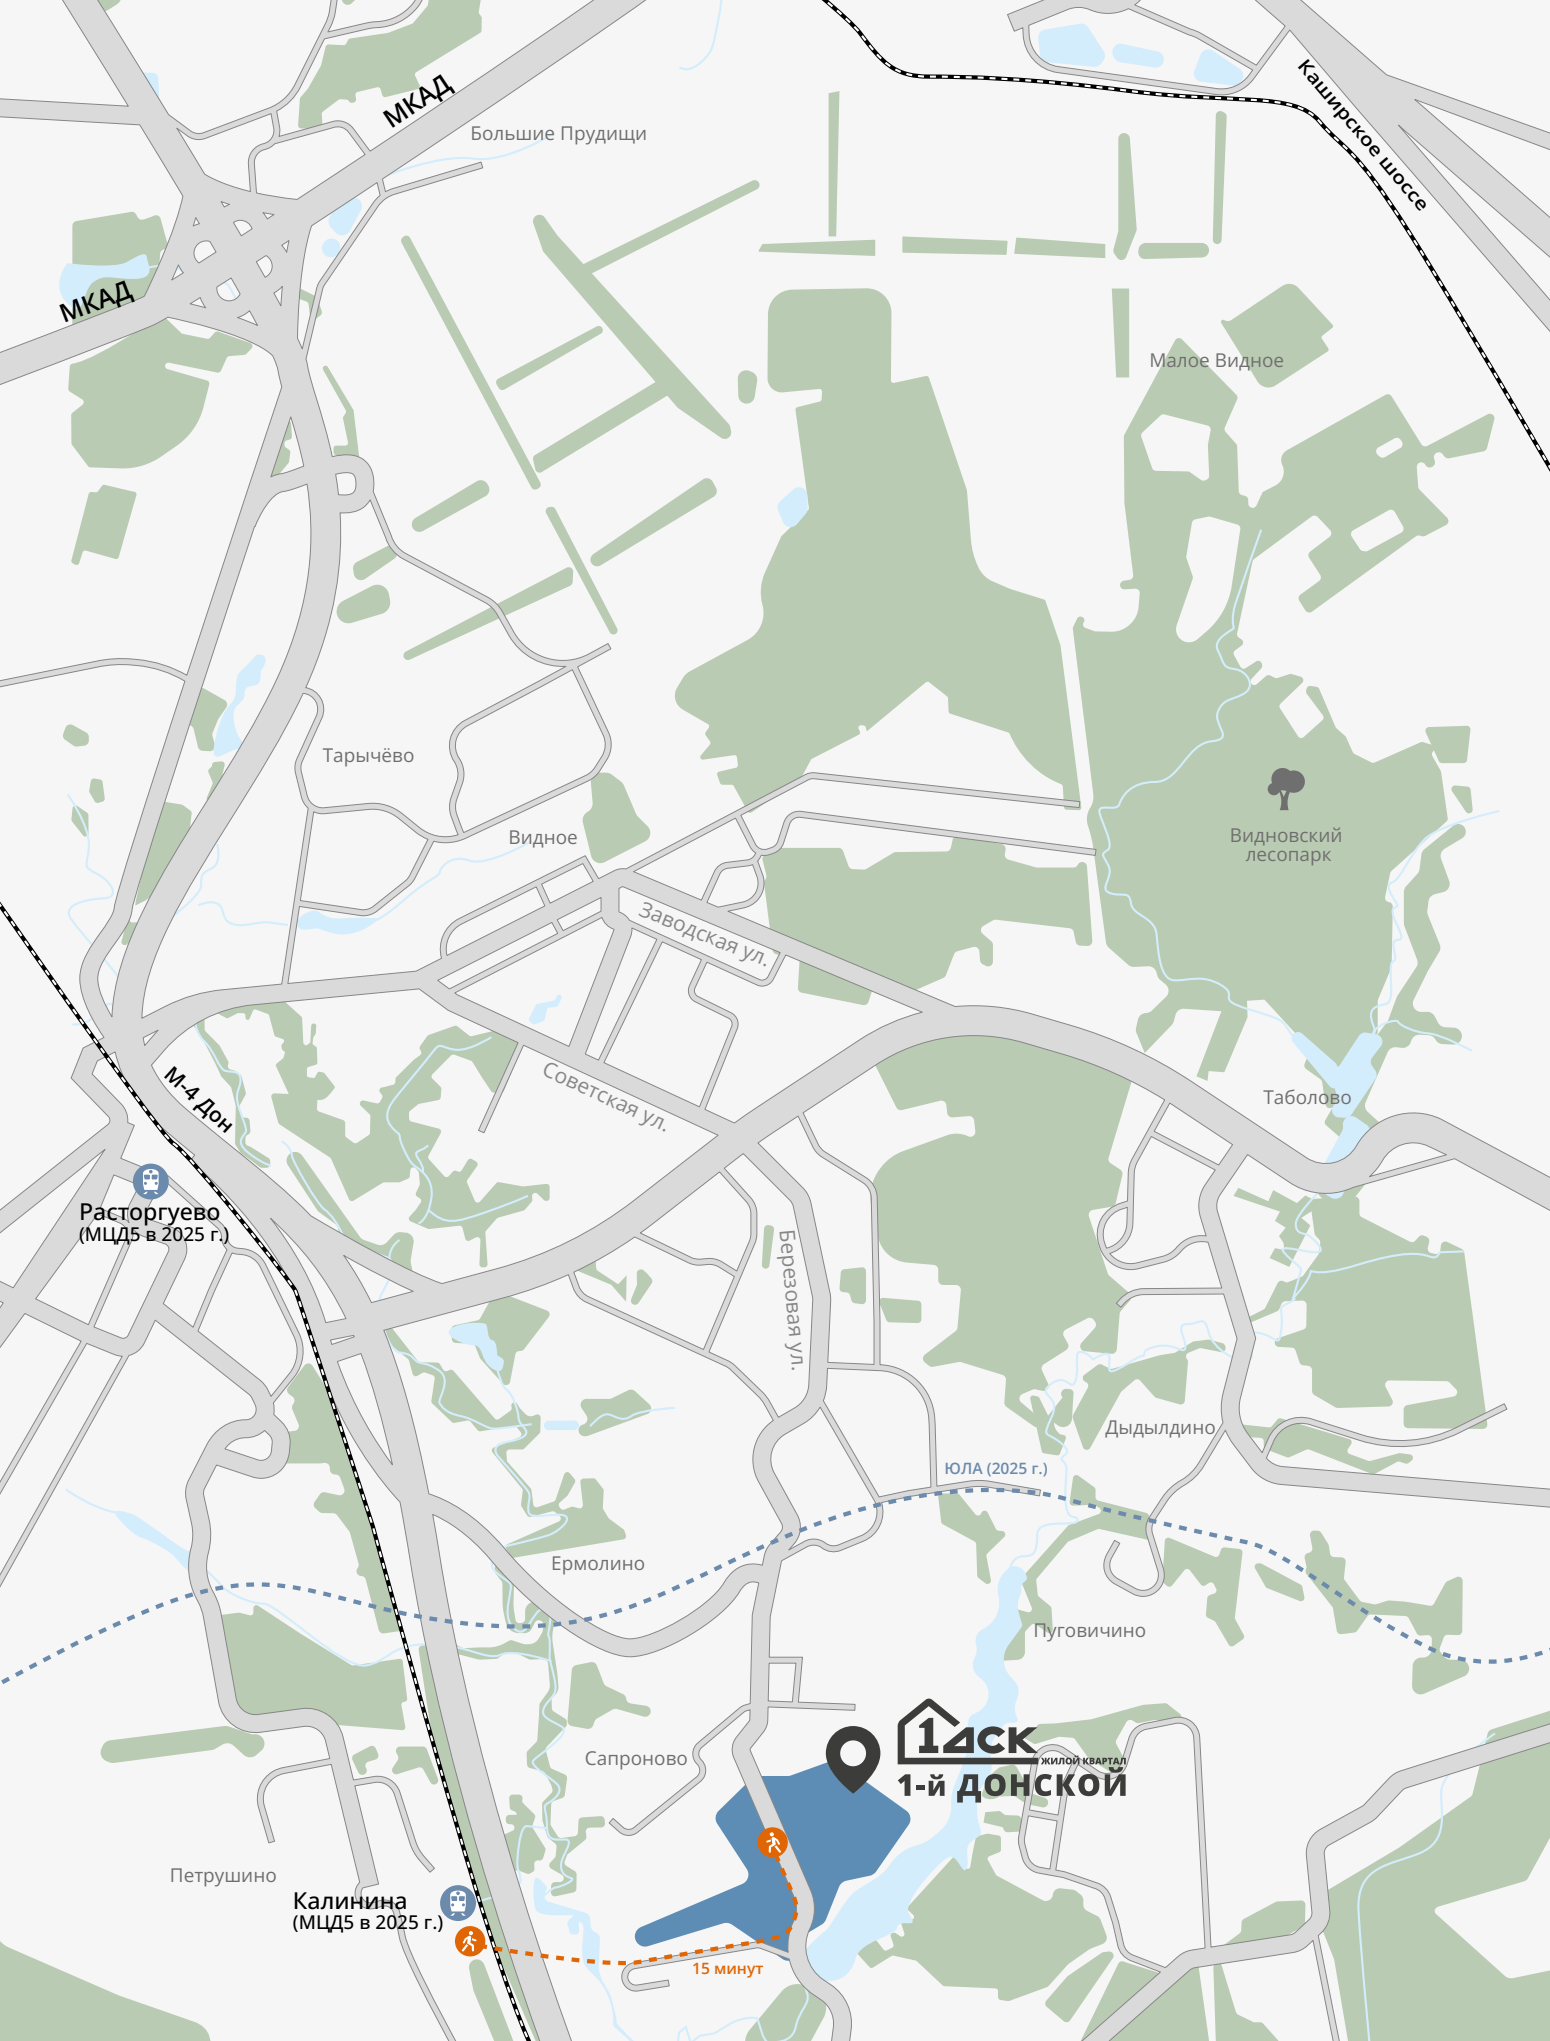 МКАД
Большие Прудищи
Каширское шоссе
МКАД
Малое Видное
Тарычёво
Видное
Видновский
лесопарк
Заводская ул.
Советская ул.
М-4 Дон
Таболово
Расторгуево
(МЦД5 в 2025 г.)
Березовая ул.
Дыдылдино
ЮЛА (2025 г.)
Ермолино
Пуговичино
Сапроново
1ДСК
ЖИЛОЙ КВАРТАЛ
1-й ДОНСКОЙ
Петрушино
Калинина
(МЦД5 в 2025 г.)
15 минут